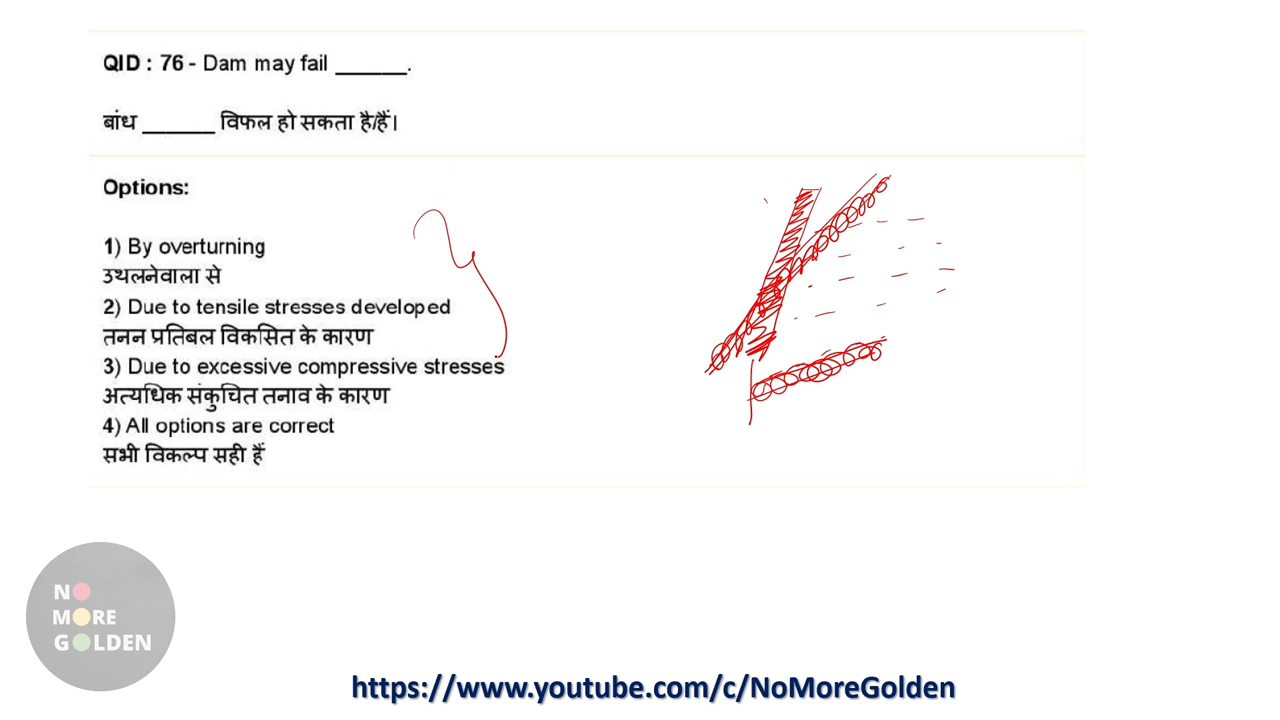 QID : 76 - Dam may fail ______.
बांध ______ विफल हो सकता है/हैं।
Options:
1) By overturning
उथलनेवाला से
2) Due to tensile stresses developed
तनन प्रतिबल विकसित के कारण
3) Due to excessive compressive stresses
अत्यधिक संकुचित तनाव के कारण
4) All options are correct
सभी विकल्प सही हैं
NO
MORE
GOLDEN
https://www.youtube.com/c/NoMoreGolden